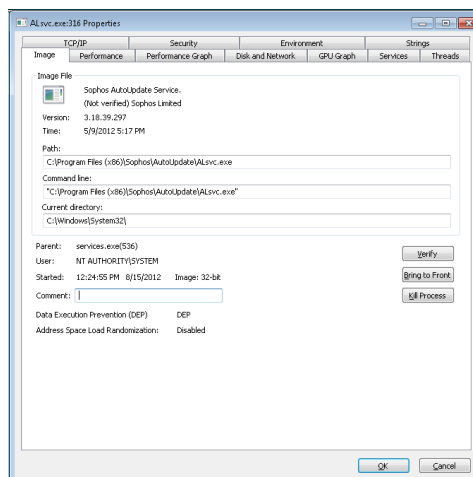 ALsvc.exe:316 Properties
TCP/IP Security Environment Strings
Image Performance Performance Graph Disk and Network GPU Graph Services Threads
Image File
Sophos AutoUpdate Service.
(Not verified) Sophos Limited
Version: 3.18.39.297
Time: 5/9/2012 5:17 PM
Path:
C:\Program Files (x86)\Sophos\AutoUpdate\ALsvc.exe
Command line:
"C:\Program Files (x86)\Sophos\AutoUpdate\ALsvc.exe"
Current directory:
C:\Windows\System32\
Parent: services.exe(536)
Verify
User: NT AUTHORITY\SYSTEM
Started: 12:24:55 PM 8/15/2012 Image: 32-bit
Bring to Front
Comment:
Kill Process
Data Execution Prevention (DEP) DEP
Address Space Load Randomization: Disabled
OK Cancel